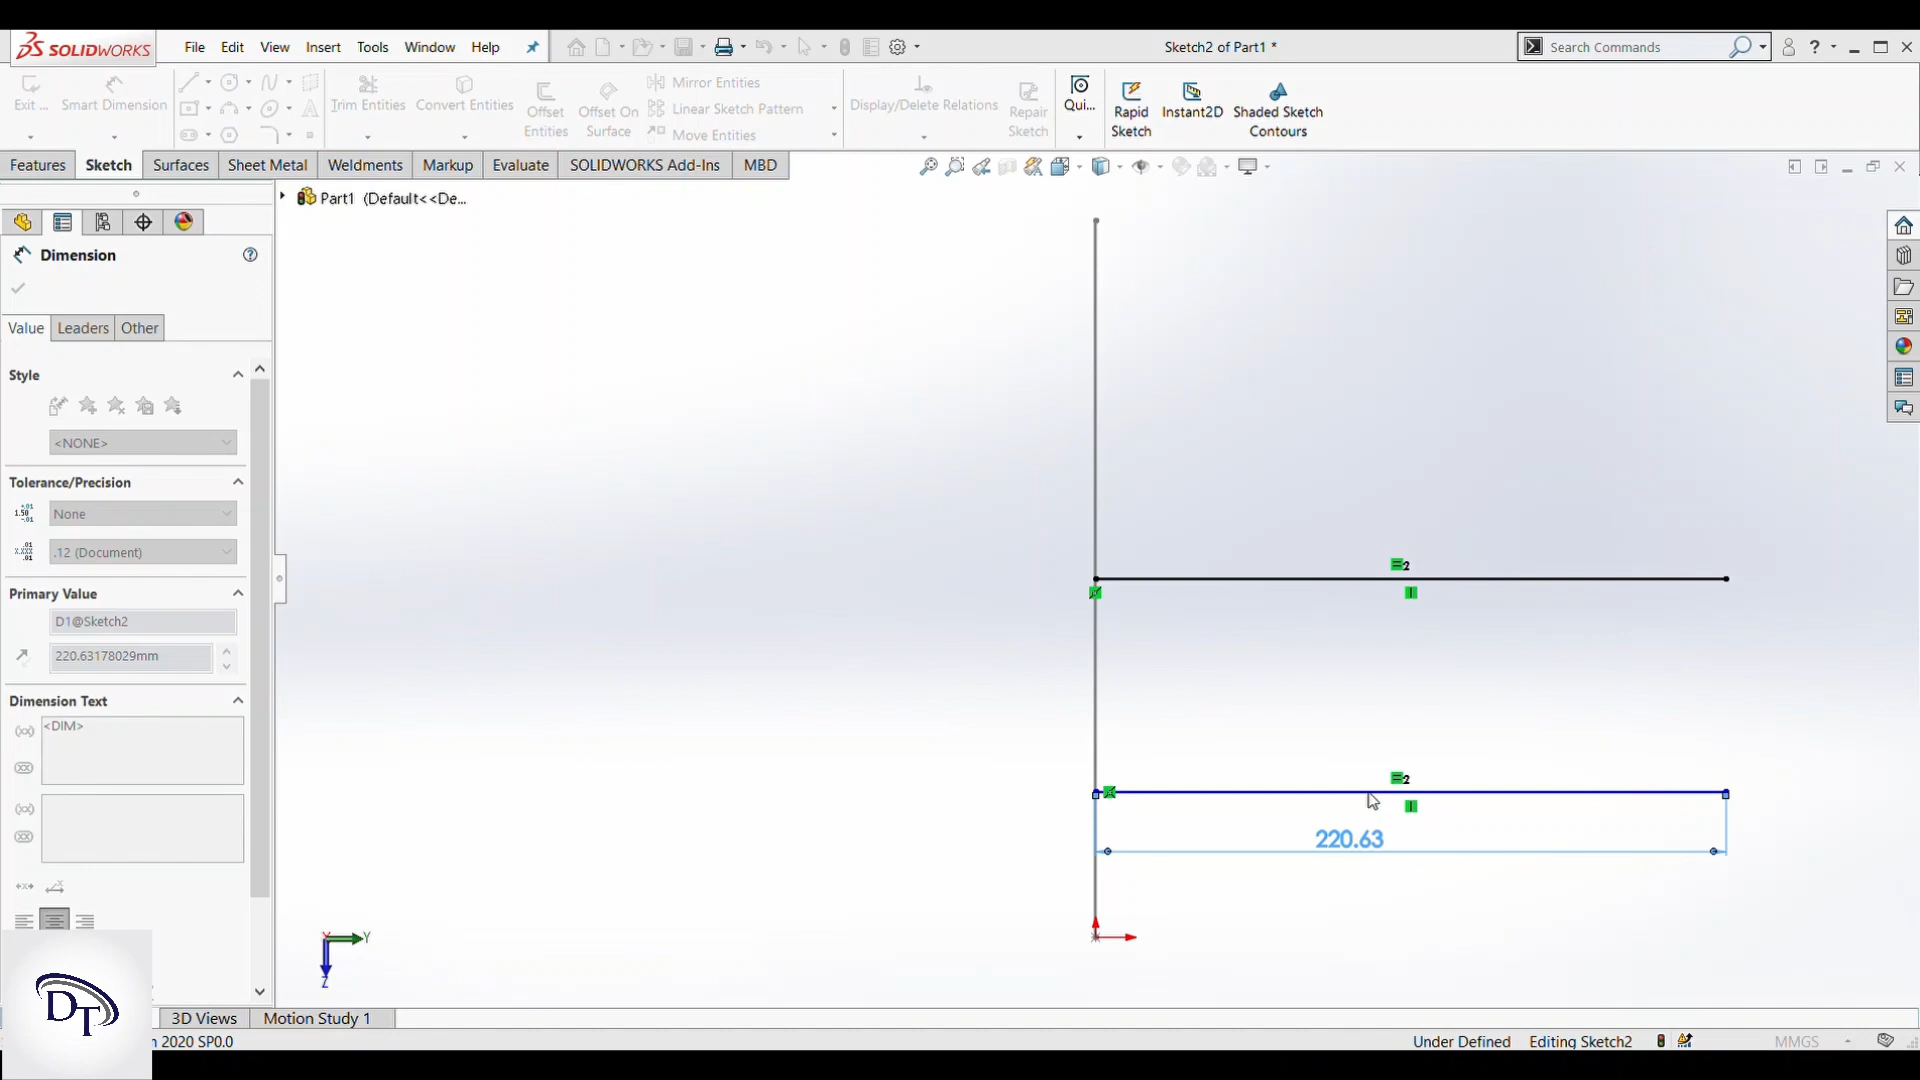 SOLIDWORKS File Edit View Insert Tools Window Help Sketch2 of Part1 * Search Commands ?
Exit ... Smart Dimension Trim Entities Convert Entities Offset Entities Offset On Surface Mirror Entities Linear Sketch Pattern Move Entities Display/Delete Relations Repair Sketch Qui... Rapid Sketch Instant2D Shaded Sketch Contours
Features Sketch Surfaces Sheet Metal Weldments Markup Evaluate SOLIDWORKS Add-Ins MBD
Part1 (Default<<De...
Dimension
Value Leaders Other
Style
<NONE>
Tolerance/Precision
None
.12 (Document)
Primary Value
D1@Sketch2
220.63178029mm
Dimension Text
<DIM>
2
2
220.63
Y
Z
DT
3D Views Motion Study 1
2020 SP0.0 Under Defined Editing Sketch2 MMGS